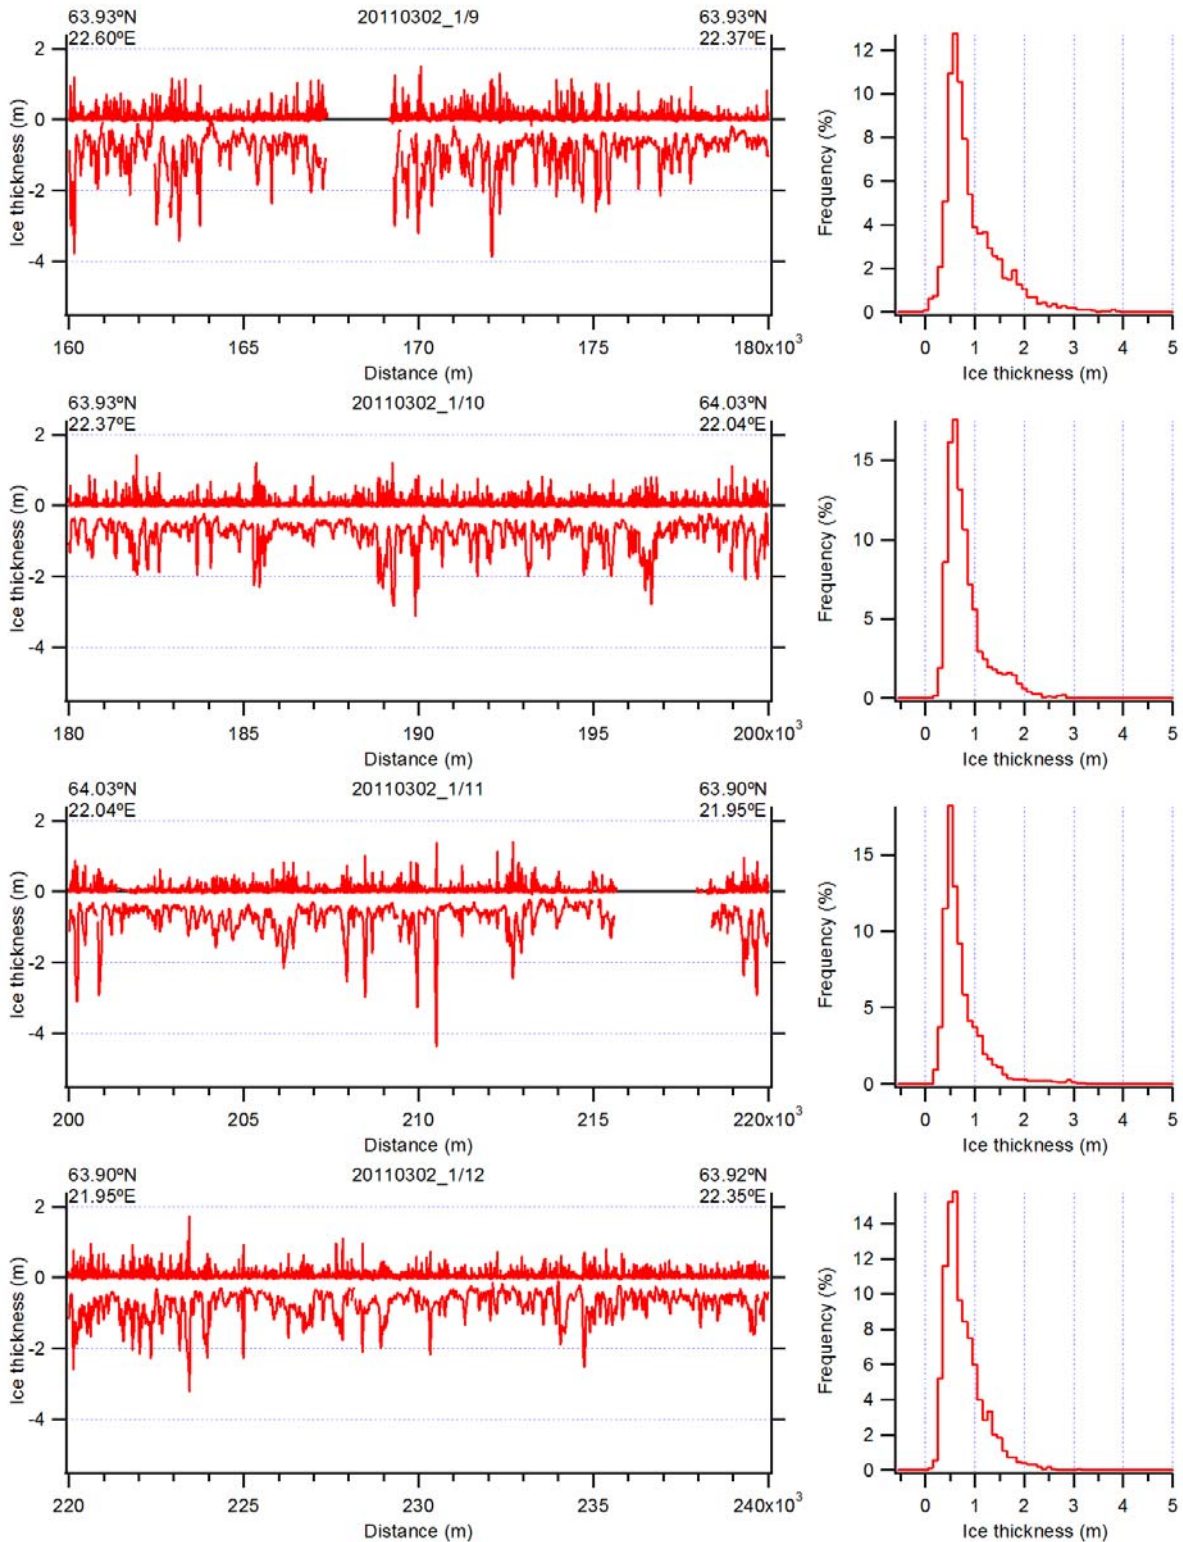 63.93ºN 20110302_1/9 63.93ºN
22.60ºE 22.37ºE
2
0
-2
-4
Ice thickness (m)
160 165 170 175 180x10³
Distance (m)
12
10
8
6
4
2
0
Frequency (%)
0 1 2 3 4 5
Ice thickness (m)
63.93ºN 20110302_1/10 64.03ºN
22.37ºE 22.04ºE
2
0
-2
-4
Ice thickness (m)
180 185 190 195 200x10³
Distance (m)
15
10
5
0
Frequency (%)
0 1 2 3 4 5
Ice thickness (m)
64.03ºN 20110302_1/11 63.90ºN
22.04ºE 21.95ºE
2
0
-2
-4
Ice thickness (m)
200 205 210 215 220x10³
Distance (m)
15
10
5
0
Frequency (%)
0 1 2 3 4 5
Ice thickness (m)
63.90ºN 20110302_1/12 63.92ºN
21.95ºE 22.35ºE
2
0
-2
-4
Ice thickness (m)
220 225 230 235 240x10³
Distance (m)
14
12
10
8
6
4
2
0
Frequency (%)
0 1 2 3 4 5
Ice thickness (m)